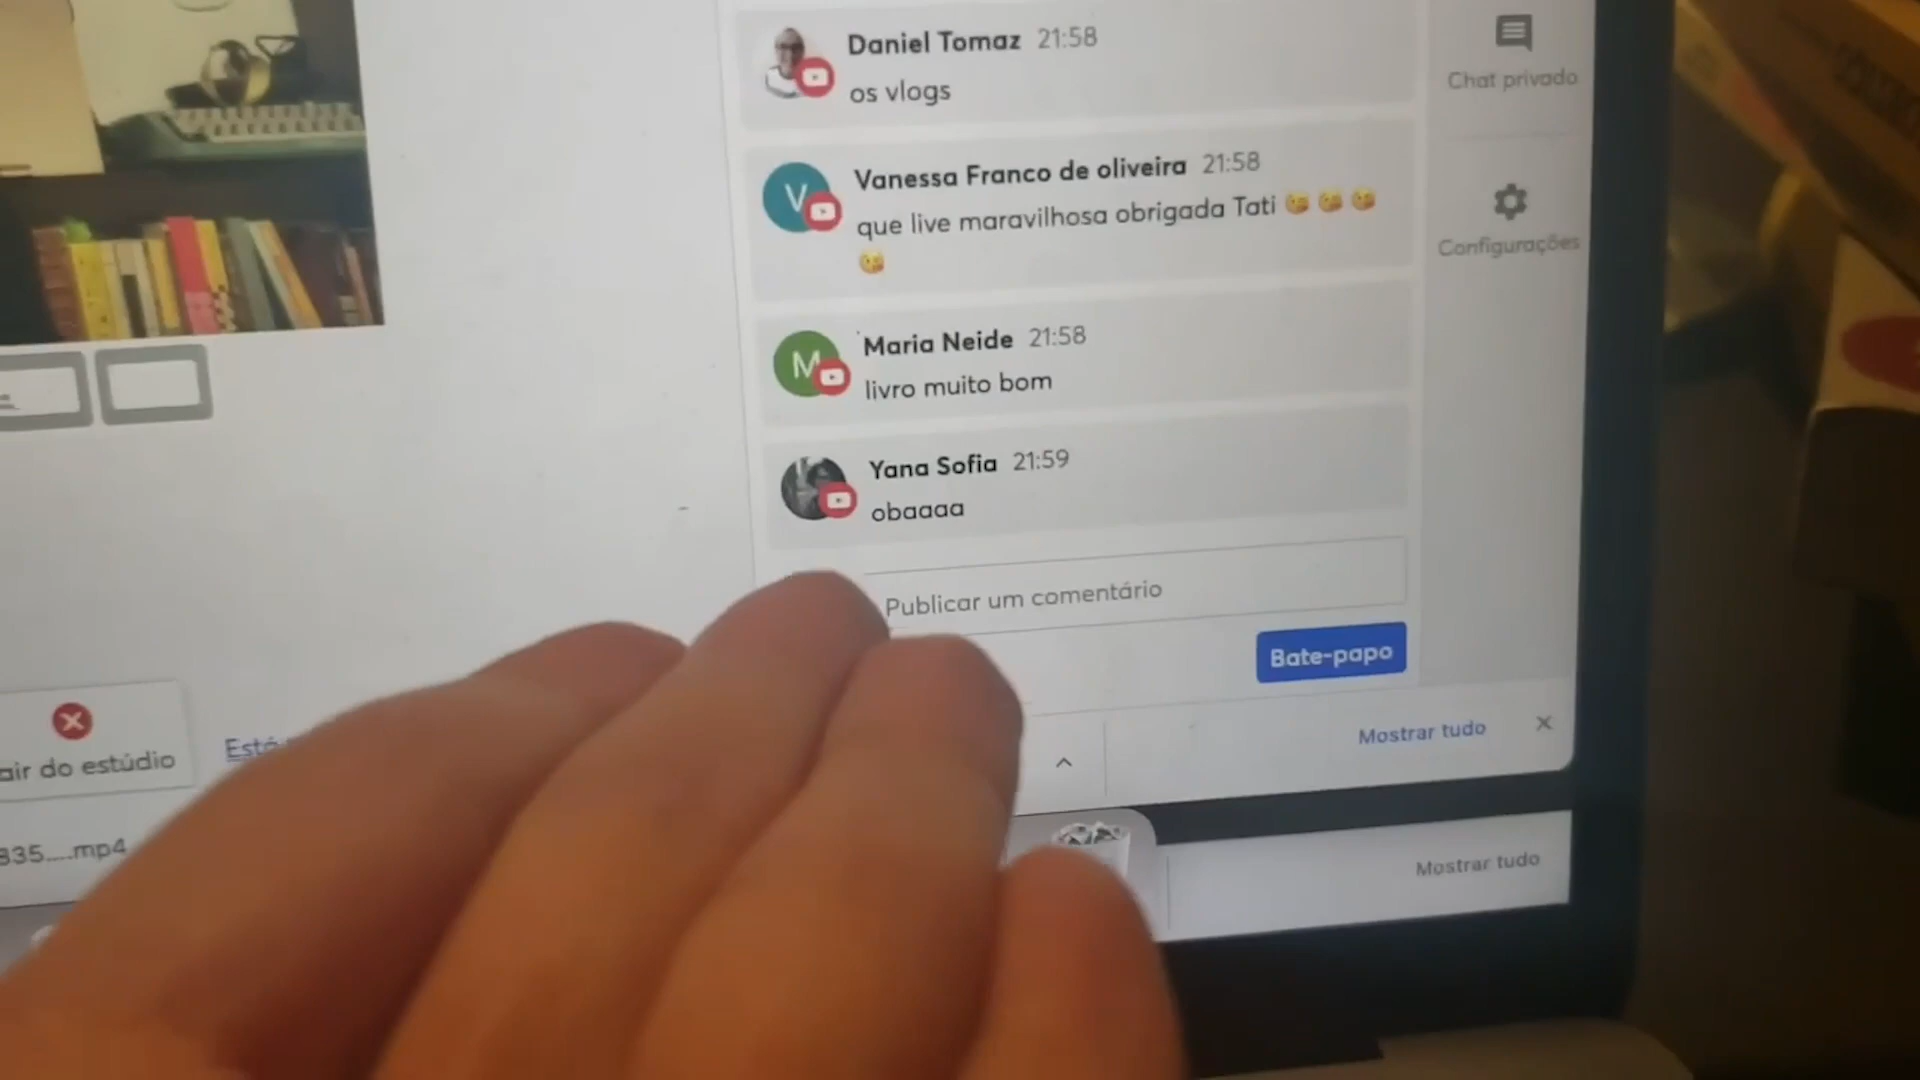 Daniel Tomaz 21:58
os vlogs
Chat privado
V
Vanessa Franco de oliveira 21:58
que live maravilhosa obrigada Tati 😘 😘 😘
😘
Configurações
M
Maria Neide 21:58
livro muito bom
Yana Sofia 21:59
obaaaa
Publicar um comentário
Bate-papo
air do estúdio
Está
Mostrar tudo
335....mp4
Mostrar tudo